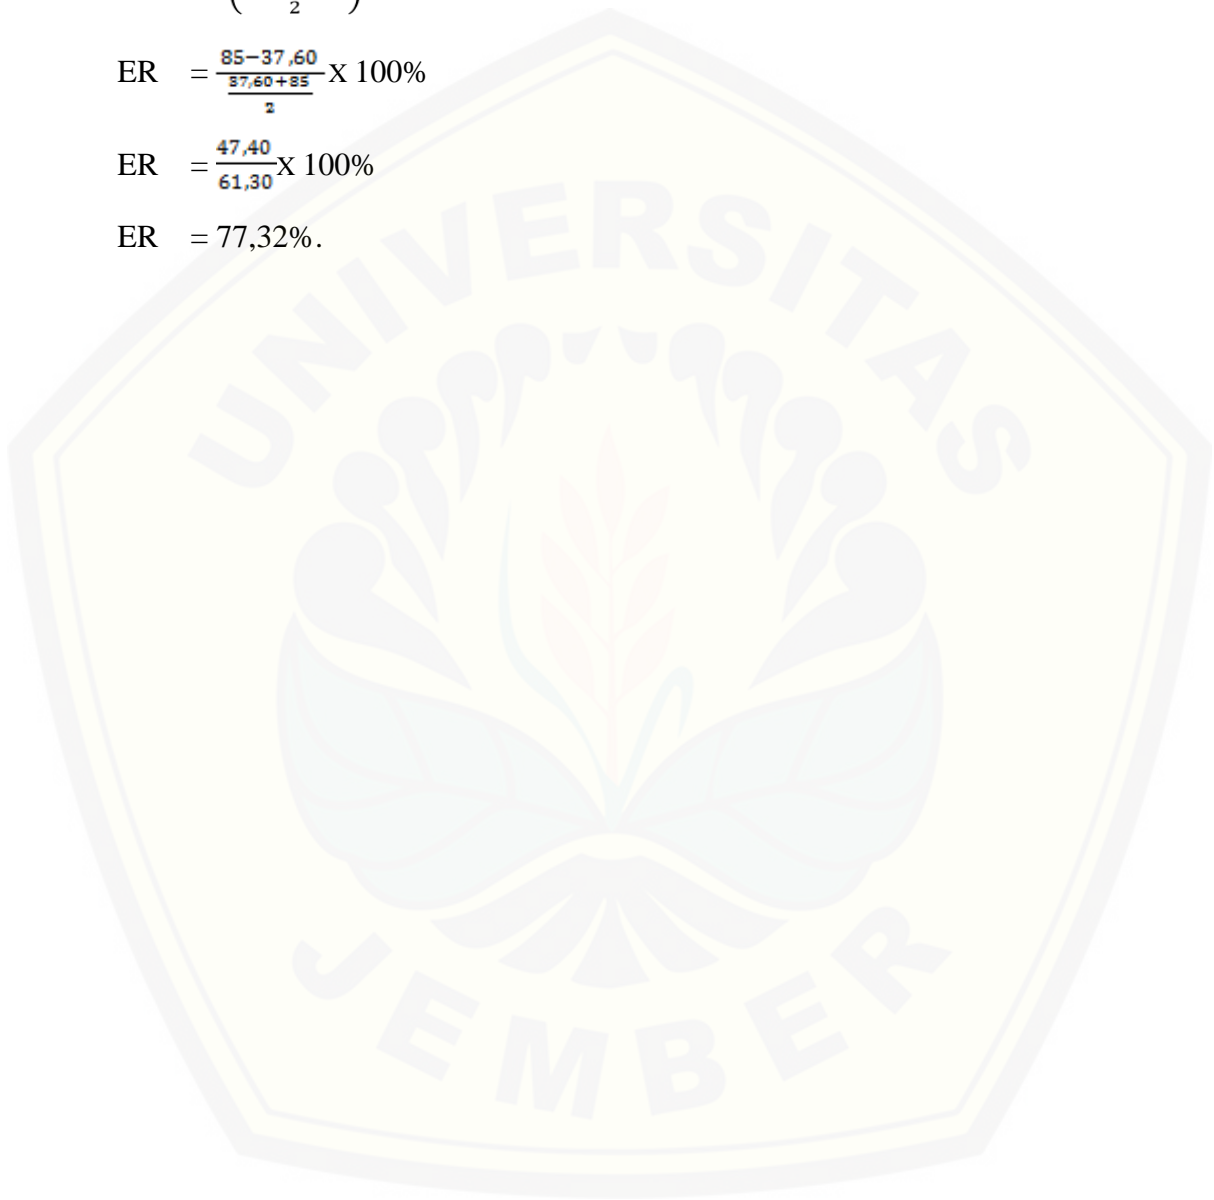 ( 2 )
ER = 85−37,60 / 37,60+85 / 2 X 100%
ER = 47,40 / 61,30 X 100%
ER = 77,32%.
UNIVERSITAS
JEMBER